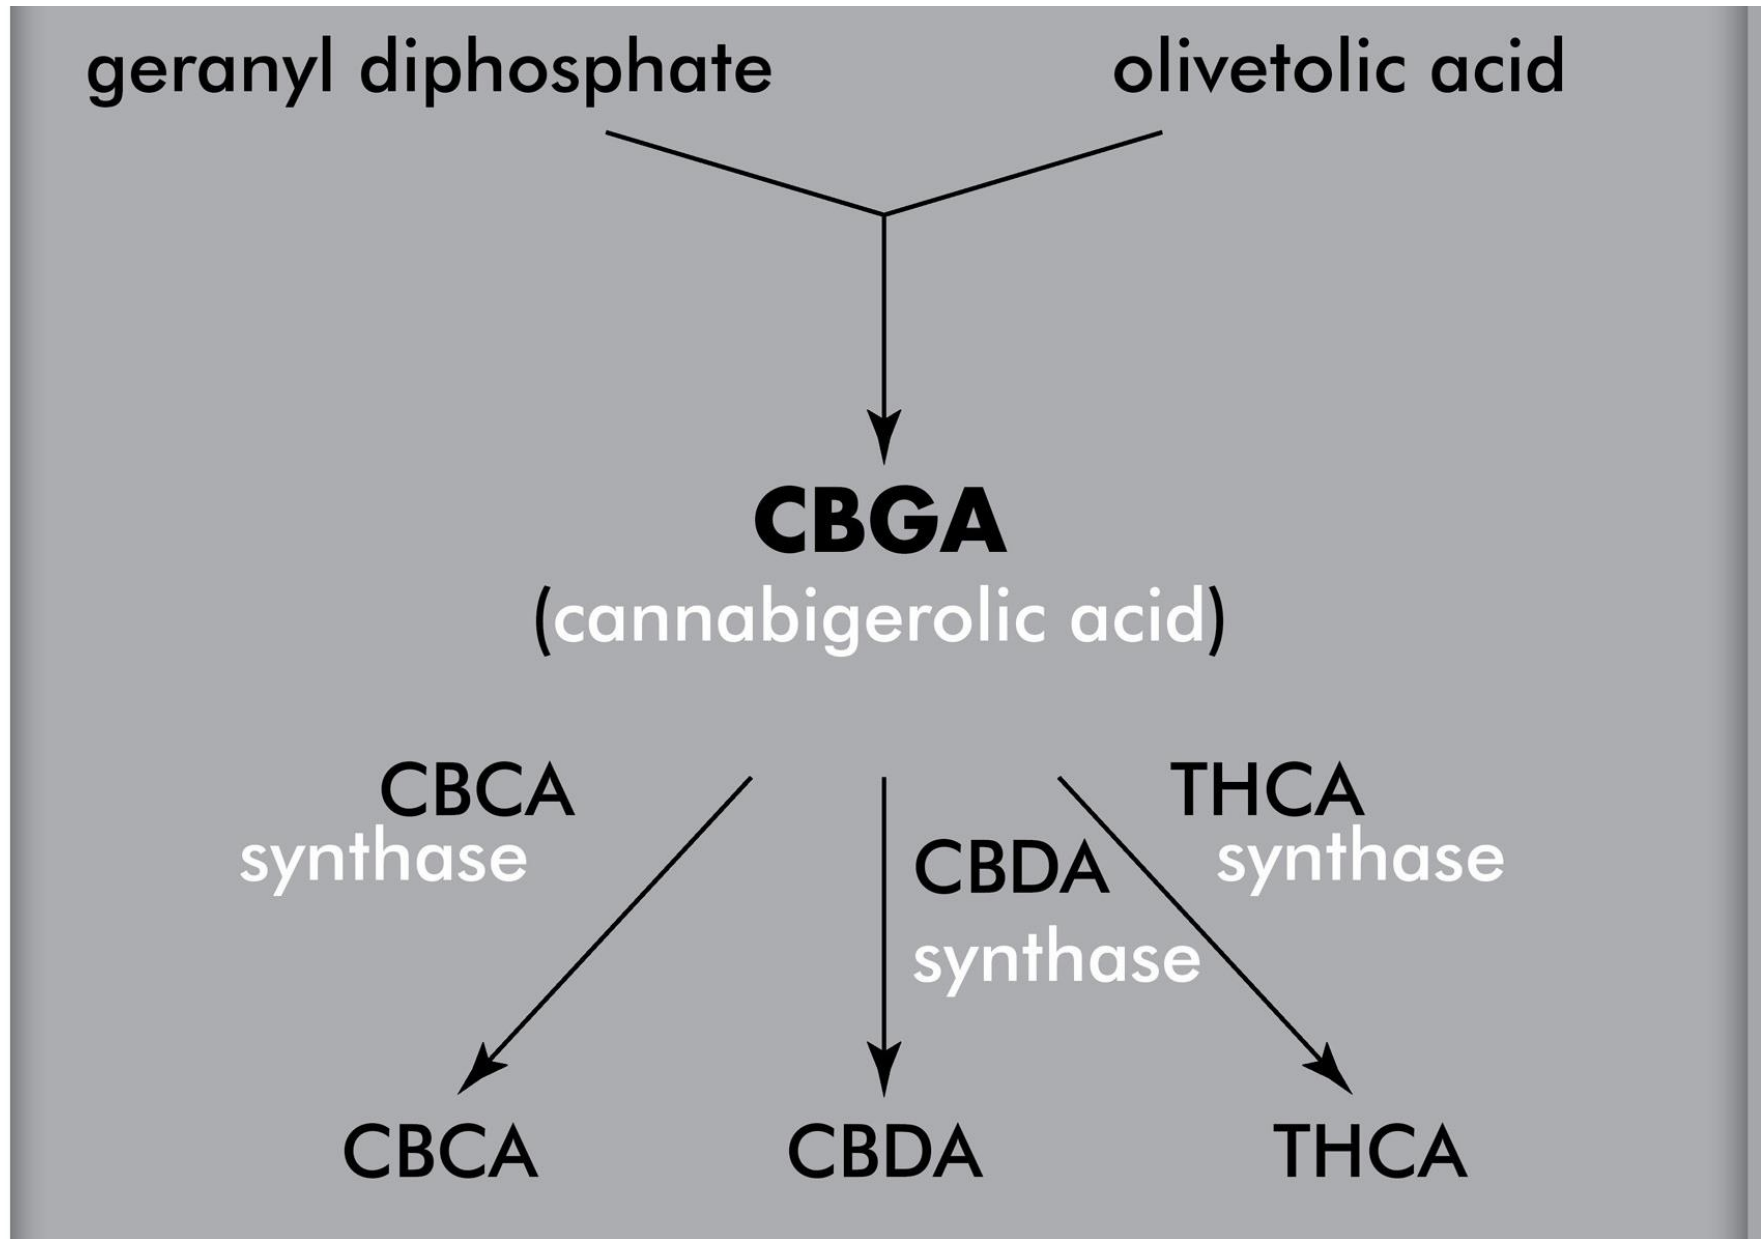 geranyl diphosphate
olivetolic acid
CBGA
(cannabigerolic acid)
CBCA
synthase
CBDA
synthase
THCA
synthase
CBCA
CBDA
THCA